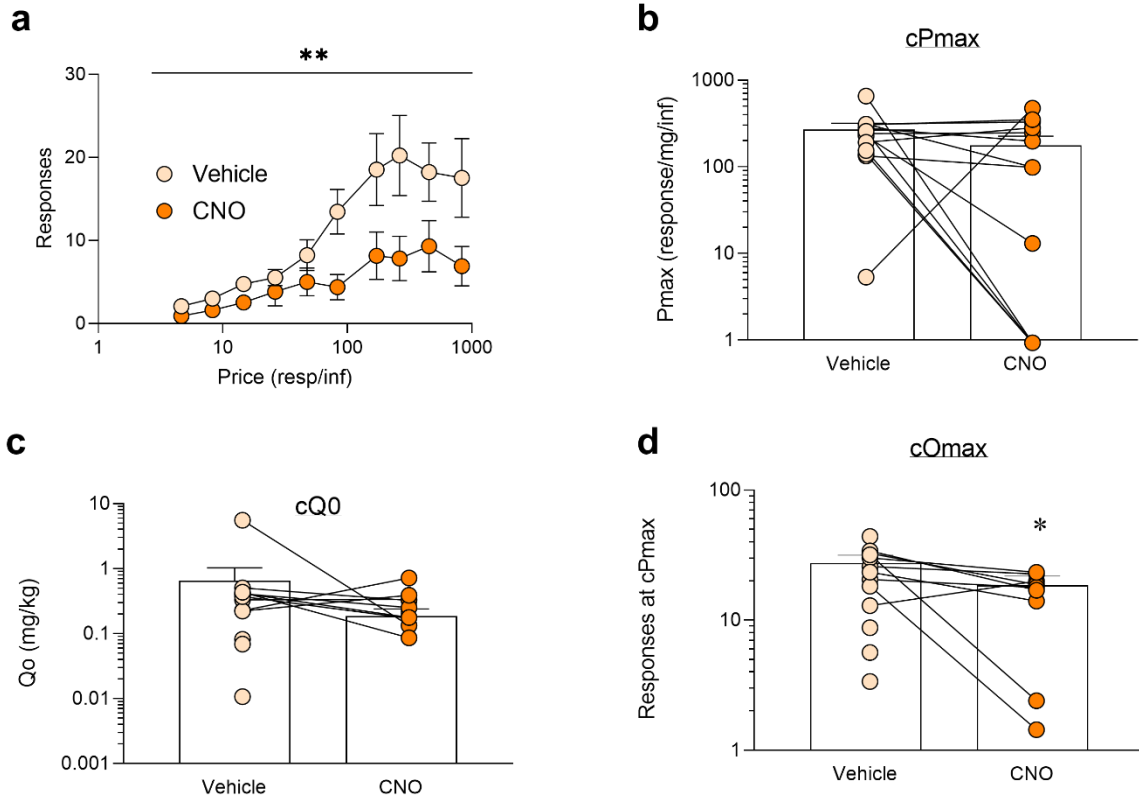 a
**
30
20
10
0
Responses
Vehicle
CNO
1
10
100
1000
Price (resp/inf)
b
cPmax
1000
100
10
1
Pmax (response/mg/inf)
Vehicle
CNO
c
cQ0
10
1
0.1
0.01
0.001
Qo (mg/kg)
Vehicle
CNO
d
cOmax
100
10
1
Responses at cPmax
*
Vehicle
CNO